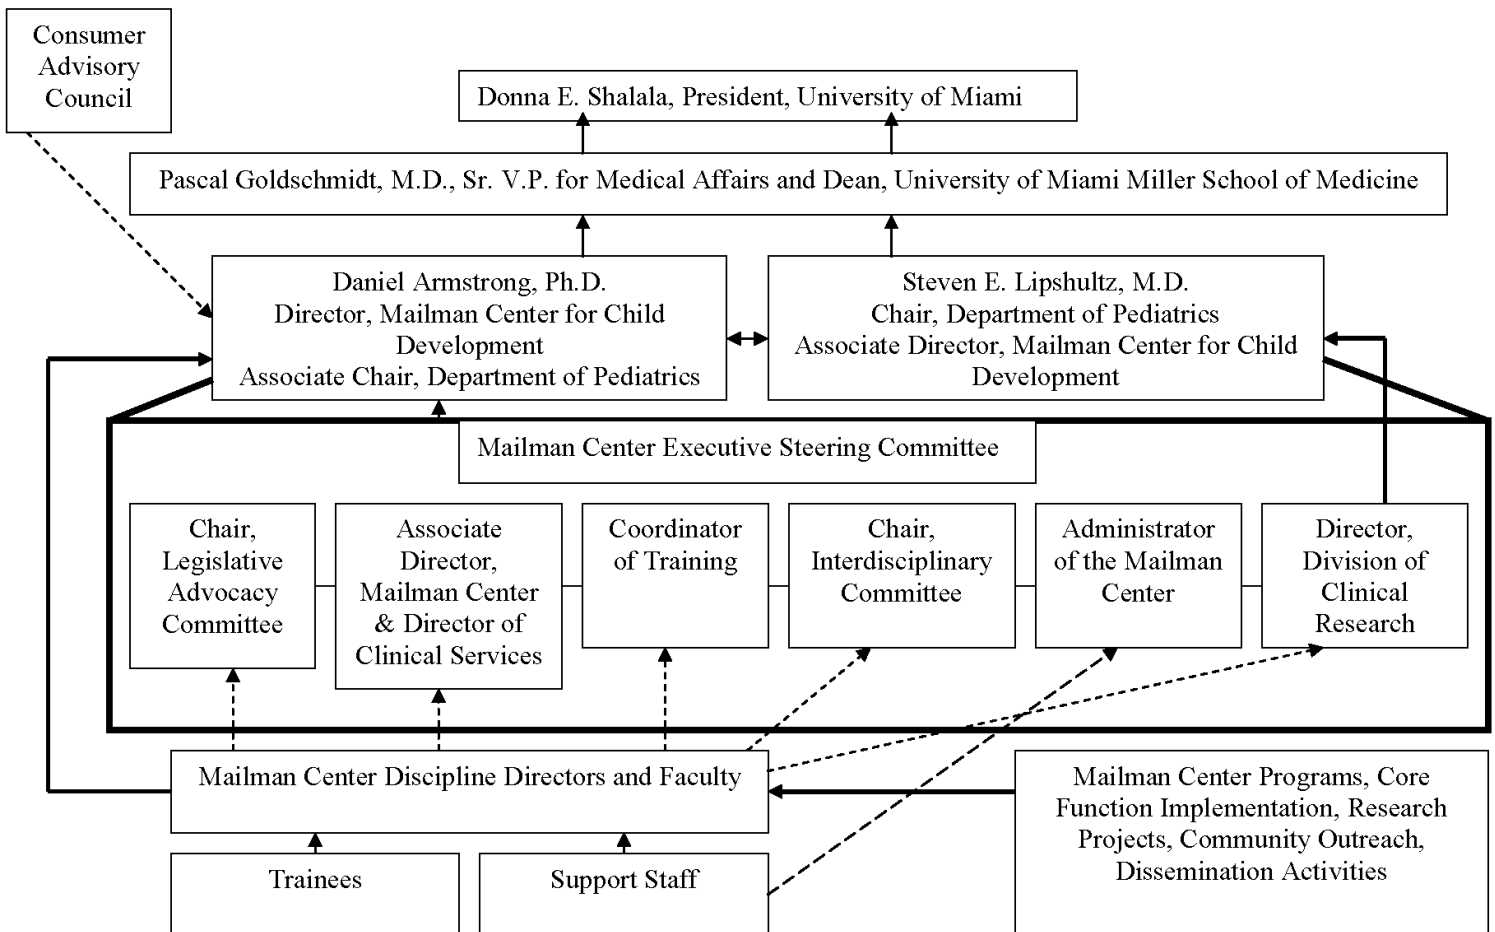 Consumer
Advisory
Council
Donna E. Shalala, President, University of Miami
Pascal Goldschmidt, M.D., Sr. V.P. for Medical Affairs and Dean, University of Miami Miller School of Medicine
Daniel Armstrong, Ph.D.
Director, Mailman Center for Child
Development
Associate Chair, Department of Pediatrics
Steven E. Lipshultz, M.D.
Chair, Department of Pediatrics
Associate Director, Mailman Center for Child
Development
Mailman Center Executive Steering Committee
Chair,
Legislative
Advocacy
Committee
Associate
Director,
Mailman Center
& Director of
Clinical Services
Coordinator
of Training
Chair,
Interdisciplinary
Committee
Administrator
of the Mailman
Center
Director,
Division of
Clinical
Research
Mailman Center Discipline Directors and Faculty
Mailman Center Programs, Core
Function Implementation, Research
Projects, Community Outreach,
Dissemination Activities
Trainees
Support Staff